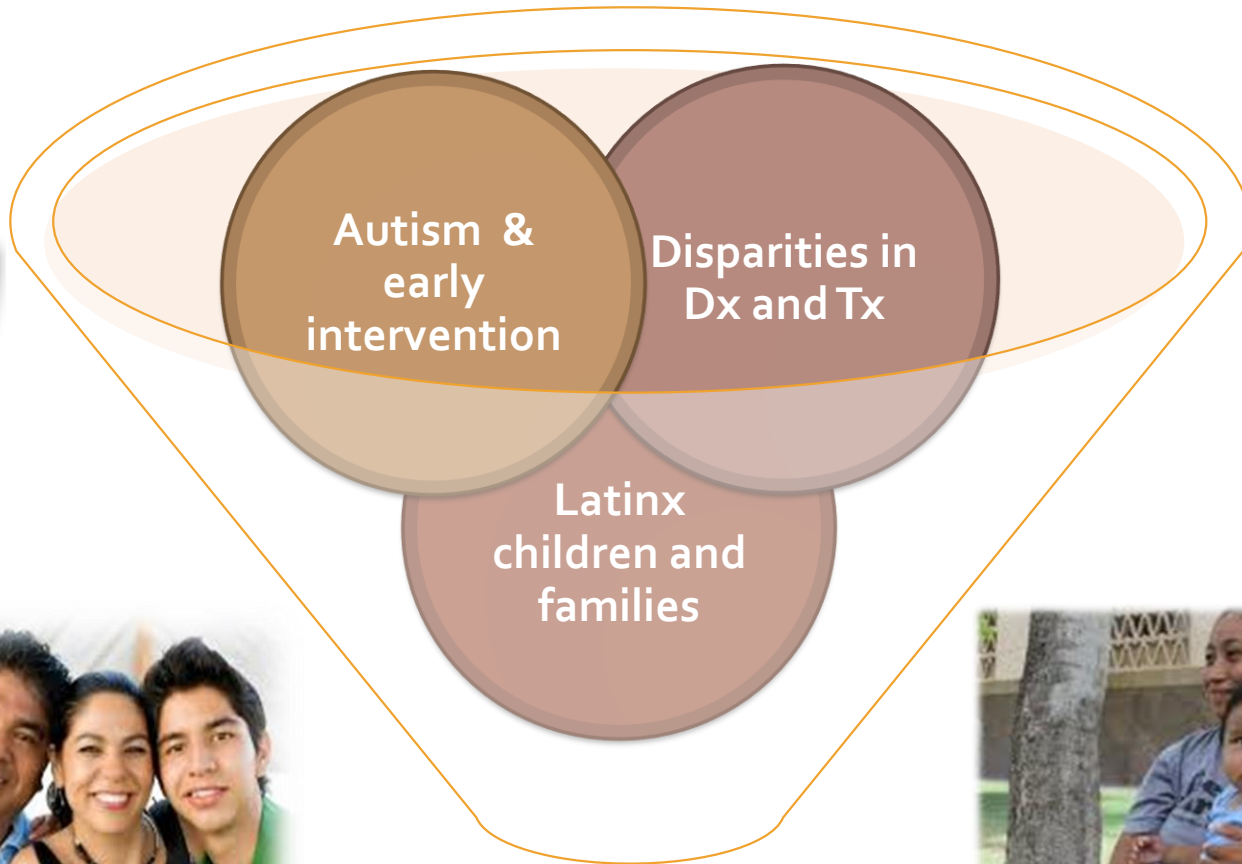 Autism &
early
intervention
Disparities in
Dx and Tx
Latinx
children and
families